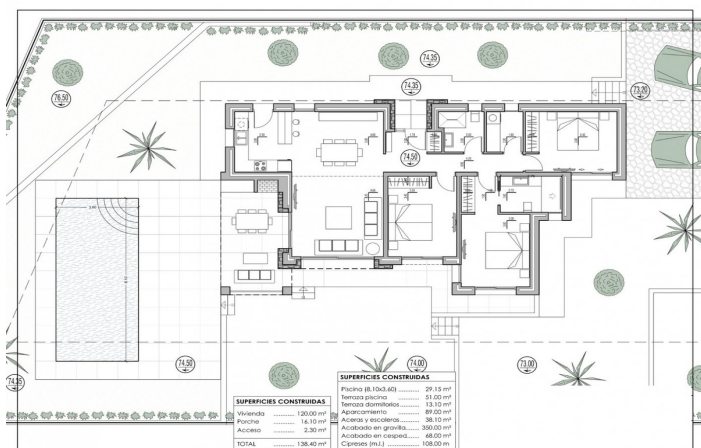 74.35
74.35
76.50
73.20
74.50
74.50
74.00
73.00
74.35
SUPERFICIES CONSTRUIDAS
Vivienda ............ 120.00 m²
Porche ............ 16.10 m²
Acceso ............ 2.30 m²
TOTAL ............ 138.40 m²
SUPERFICIES CONSTRUIDAS
Piscina (8,10x3,60) ............ 29.15 m²
Terraza piscina ............ 51.00 m²
Terraza dormitorios ............ 13.10 m²
Aparcamiento ............ 89.00 m²
Aceras y escaleras ............ 38.10 m²
Acabado en gravilla ............ 350.00 m²
Acabado en cesped ............ 68.00 m²
Cipreses (m.l.) ............ 108.00 m